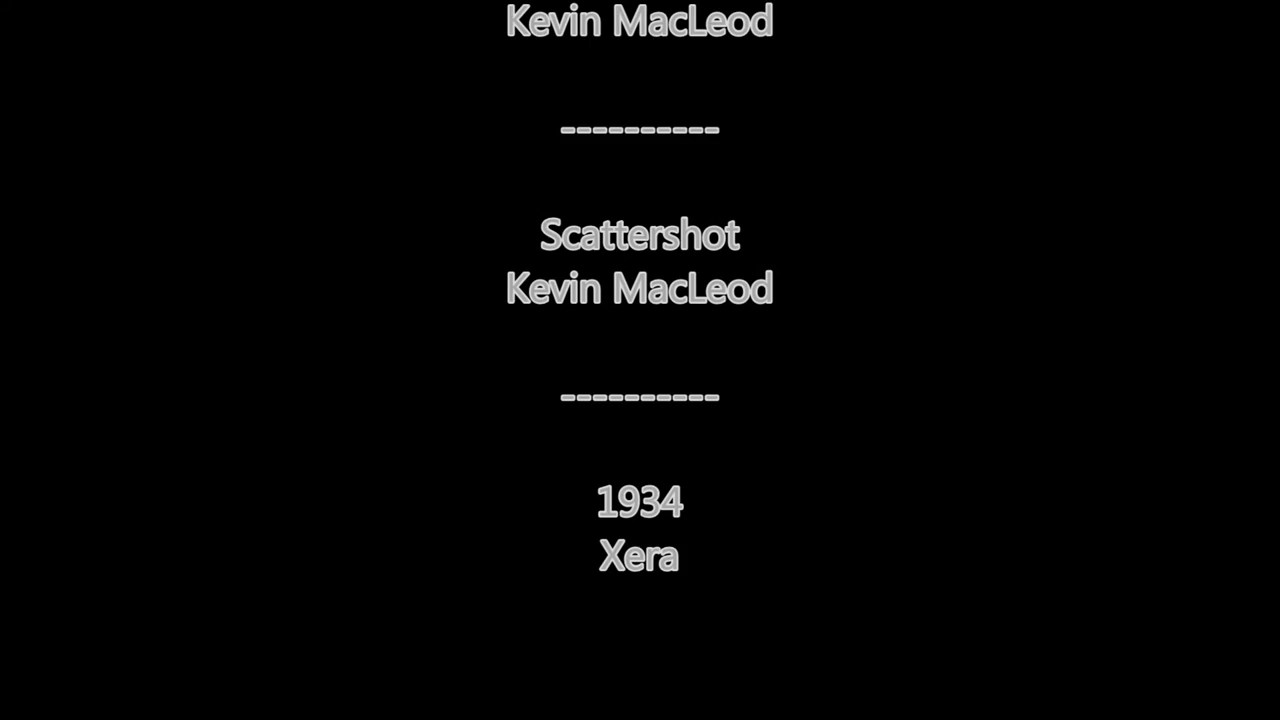 Kevin MacLeod
----------
Scattershot
Kevin MacLeod
----------
1934
Xera